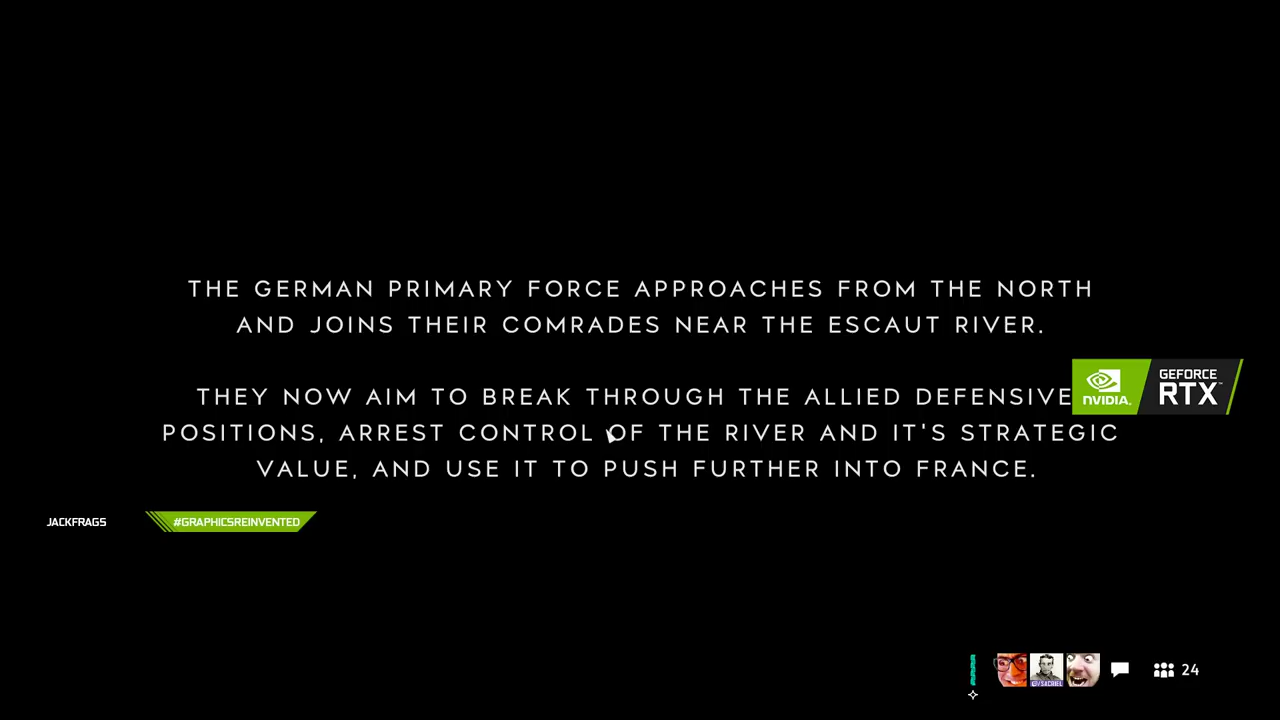 THE GERMAN PRIMARY FORCE APPROACHES FROM THE NORTH
AND JOINS THEIR COMRADES NEAR THE ESCAUT RIVER.
THEY NOW AIM TO BREAK THROUGH THE ALLIED DEFENSIVE
POSITIONS, ARREST CONTROL OF THE RIVER AND IT'S STRATEGIC
VALUE, AND USE IT TO PUSH FURTHER INTO FRANCE.
NVIDIA.
GEFORCE
RTX™
JACKFRAGS
#GRAPHICSREINVENTED
24